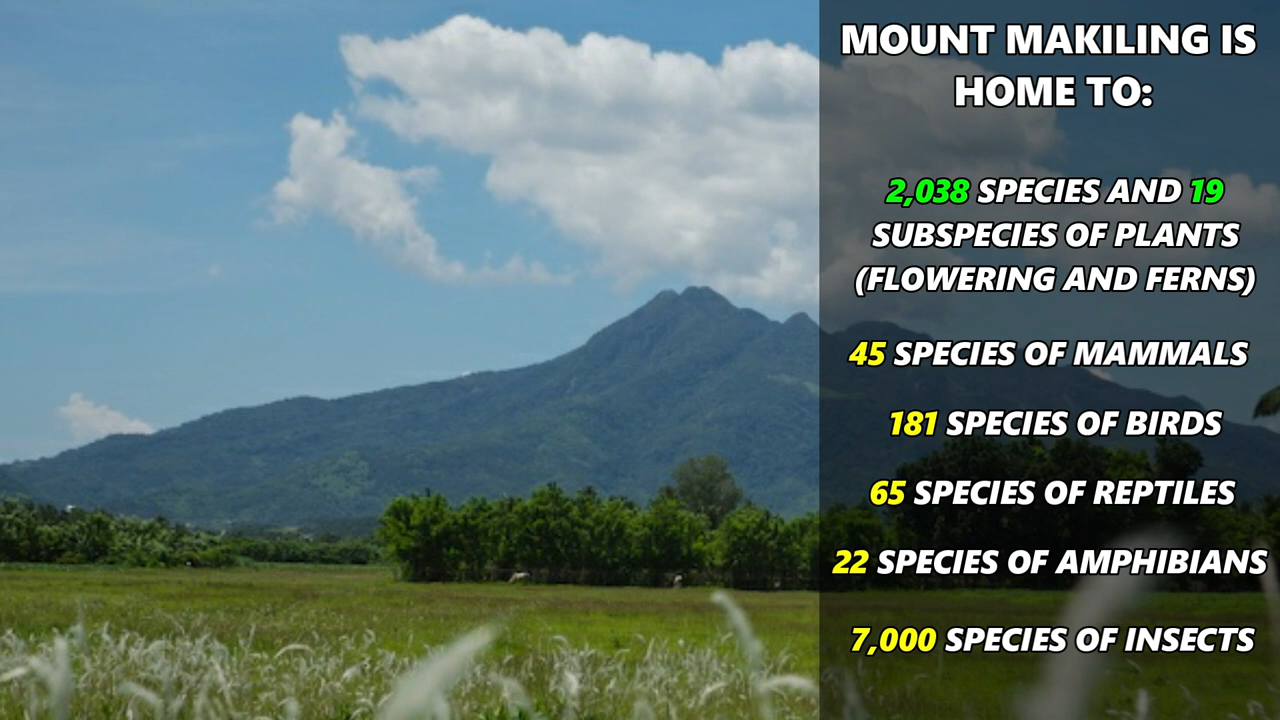 MOUNT MAKILING IS
HOME TO:
2,038 SPECIES AND 19
SUBSPECIES OF PLANTS
(FLOWERING AND FERNS)
45 SPECIES OF MAMMALS
181 SPECIES OF BIRDS
65 SPECIES OF REPTILES
22 SPECIES OF AMPHIBIANS
7,000 SPECIES OF INSECTS